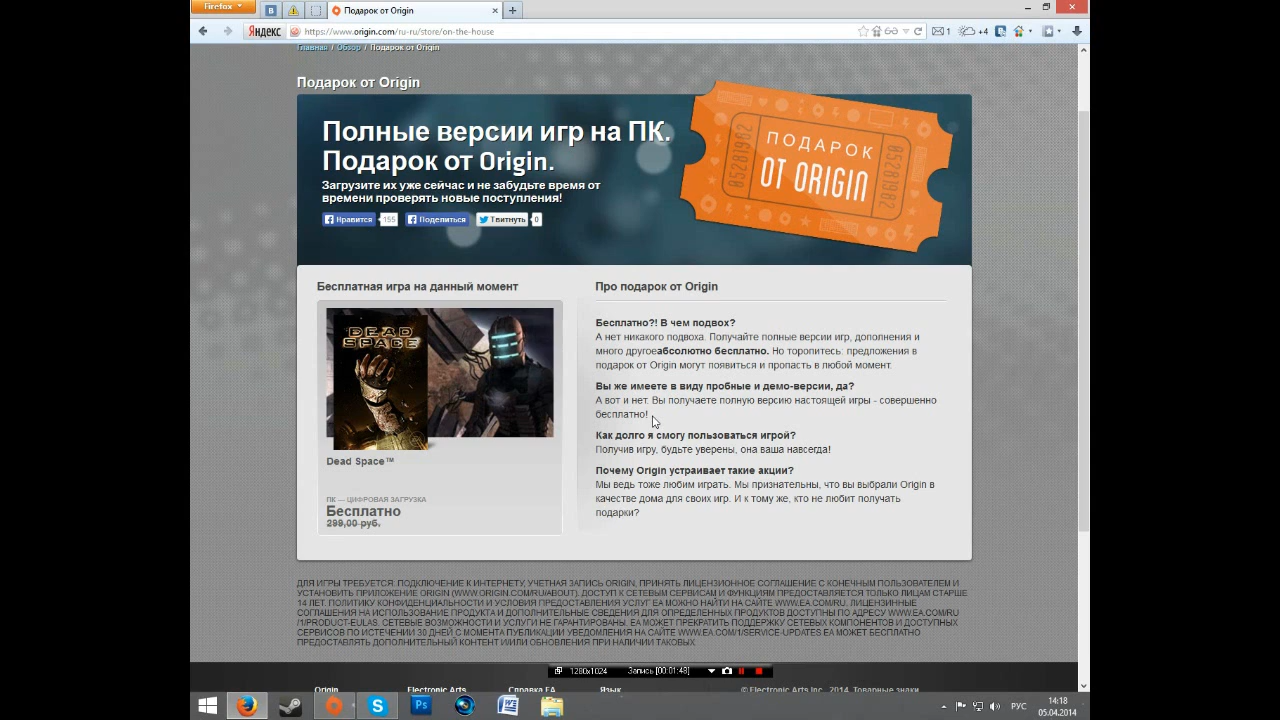 Firefox
Подарок от Origin
Яндекс
https://www.origin.com/ru-ru/store/on-the-house
1
+4
Главная / Обзор / Подарок от Origin
Подарок от Origin
Полные версии игр на ПК.
Подарок от Origin.
Загрузите их уже сейчас и не забудьте время от
времени проверять новые поступления!
Нравится 155 Поделиться Твитнуть 0
ПОДАРОК
ОТ ORIGIN
05281982
05281982
Бесплатная игра на данный момент
DEAD
SPACE
Dead Space™
ПК — ЦИФРОВАЯ ЗАГРУЗКА
Бесплатно
299,00 руб.
Про подарок от Origin
Бесплатно?! В чем подвох?
А нет никакого подвоха. Получайте полные версии игр, дополнения и
много другоеабсолютно бесплатно. Но торопитесь: предложения в
подарок от Origin могут появиться и пропасть в любой момент.
Вы же имеете в виду пробные и демо-версии, да?
А вот и нет. Вы получаете полную версию настоящей игры - совершенно
бесплатно!
Как долго я смогу пользоваться игрой?
Получив игру, будьте уверены, она ваша навсегда!
Почему Origin устраивает такие акции?
Мы ведь тоже любим играть. Мы признательны, что вы выбрали Origin в
качестве дома для своих игр. И к тому же, кто не любит получать
подарки?
ДЛЯ ИГРЫ ТРЕБУЕТСЯ. ПОДКЛЮЧЕНИЕ К ИНТЕРНЕТУ, УЧЕТНАЯ ЗАПИСЬ ORIGIN, ПРИНЯТЬ ЛИЦЕНЗИОННОЕ СОГЛАШЕНИЕ С КОНЕЧНЫМ ПОЛЬЗОВАТЕЛЕМ И
УСТАНОВИТЬ ПРИЛОЖЕНИЕ ORIGIN (WWW.ORIGIN.COM/RU/ABOUT). ДОСТУП К СЕТЕВЫМ СЕРВИСАМ И ФУНКЦИЯМ ПРЕДОСТАВЛЯЕТСЯ ТОЛЬКО ЛИЦАМ СТАРШЕ
14 ЛЕТ. ПОЛИТИКУ КОНФИДЕНЦИАЛЬНОСТИ И УСЛОВИЯ ПРЕДОСТАВЛЕНИЯ УСЛУГ EA МОЖНО НАЙТИ НА САЙТЕ WWW.EA.COM/RU. ЛИЦЕНЗИОННЫЕ
СОГЛАШЕНИЯ НА ИСПОЛЬЗОВАНИЕ ПРОДУКТА И ДОПОЛНИТЕЛЬНЫЕ СВЕДЕНИЯ ДЛЯ ОПРЕДЕЛЕННЫХ ПРОДУКТОВ ДОСТУПНЫ ПО АДРЕСУ WWW.EA.COM/RU
/1/PRODUCT-EULAS. СЕТЕВЫЕ ВОЗМОЖНОСТИ И УСЛУГИ НЕ ГАРАНТИРОВАНЫ. EA МОЖЕТ ПРЕКРАТИТЬ ПОДДЕРЖКУ СЕТЕВЫХ КОМПОНЕНТОВ И ДОСТУПНЫХ
СЕРВИСОВ ПО ИСТЕЧЕНИИ 30 ДНЕЙ С МОМЕНТА ПУБЛИКАЦИИ УВЕДОМЛЕНИЯ НА САЙТЕ WWW.EA.COM/1/SERVICE-UPDATES.EA МОЖЕТ БЕСПЛАТНО
ПРЕДОСТАВЛЯТЬ ДОПОЛНИТЕЛЬНЫЙ КОНТЕНТ И/ИЛИ ОБНОВЛЕНИЯ ПРИ НАЛИЧИИ ТАКОВЫХ.
1280x1024 Запись [00:01:48]
Origin Electronic Arts Справка EA Язык © Electronic Arts Inc., 2014. Товарные знаки
РУС
14:18
05.04.2014